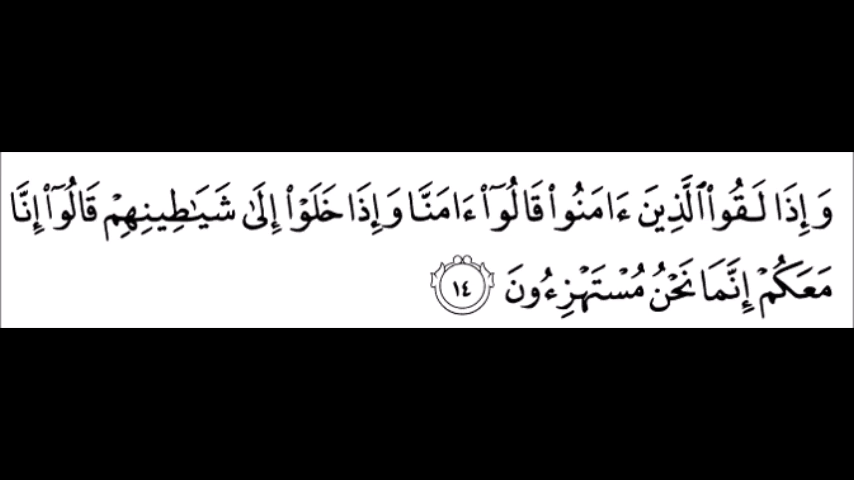 وَإِذَا لَقُوا۟ ٱلَّذِينَ ءَامَنُوا۟ قَالُوٓا۟ ءَامَنَّا وَإِذَا خَلَوْا۟ إِلَىٰ شَيَـٰطِينِهِمْ قَالُوٓا۟ إِنَّا
مَعَكُمْ إِنَّمَا نَحْنُ مُسْتَهْزِءُونَ ١٤